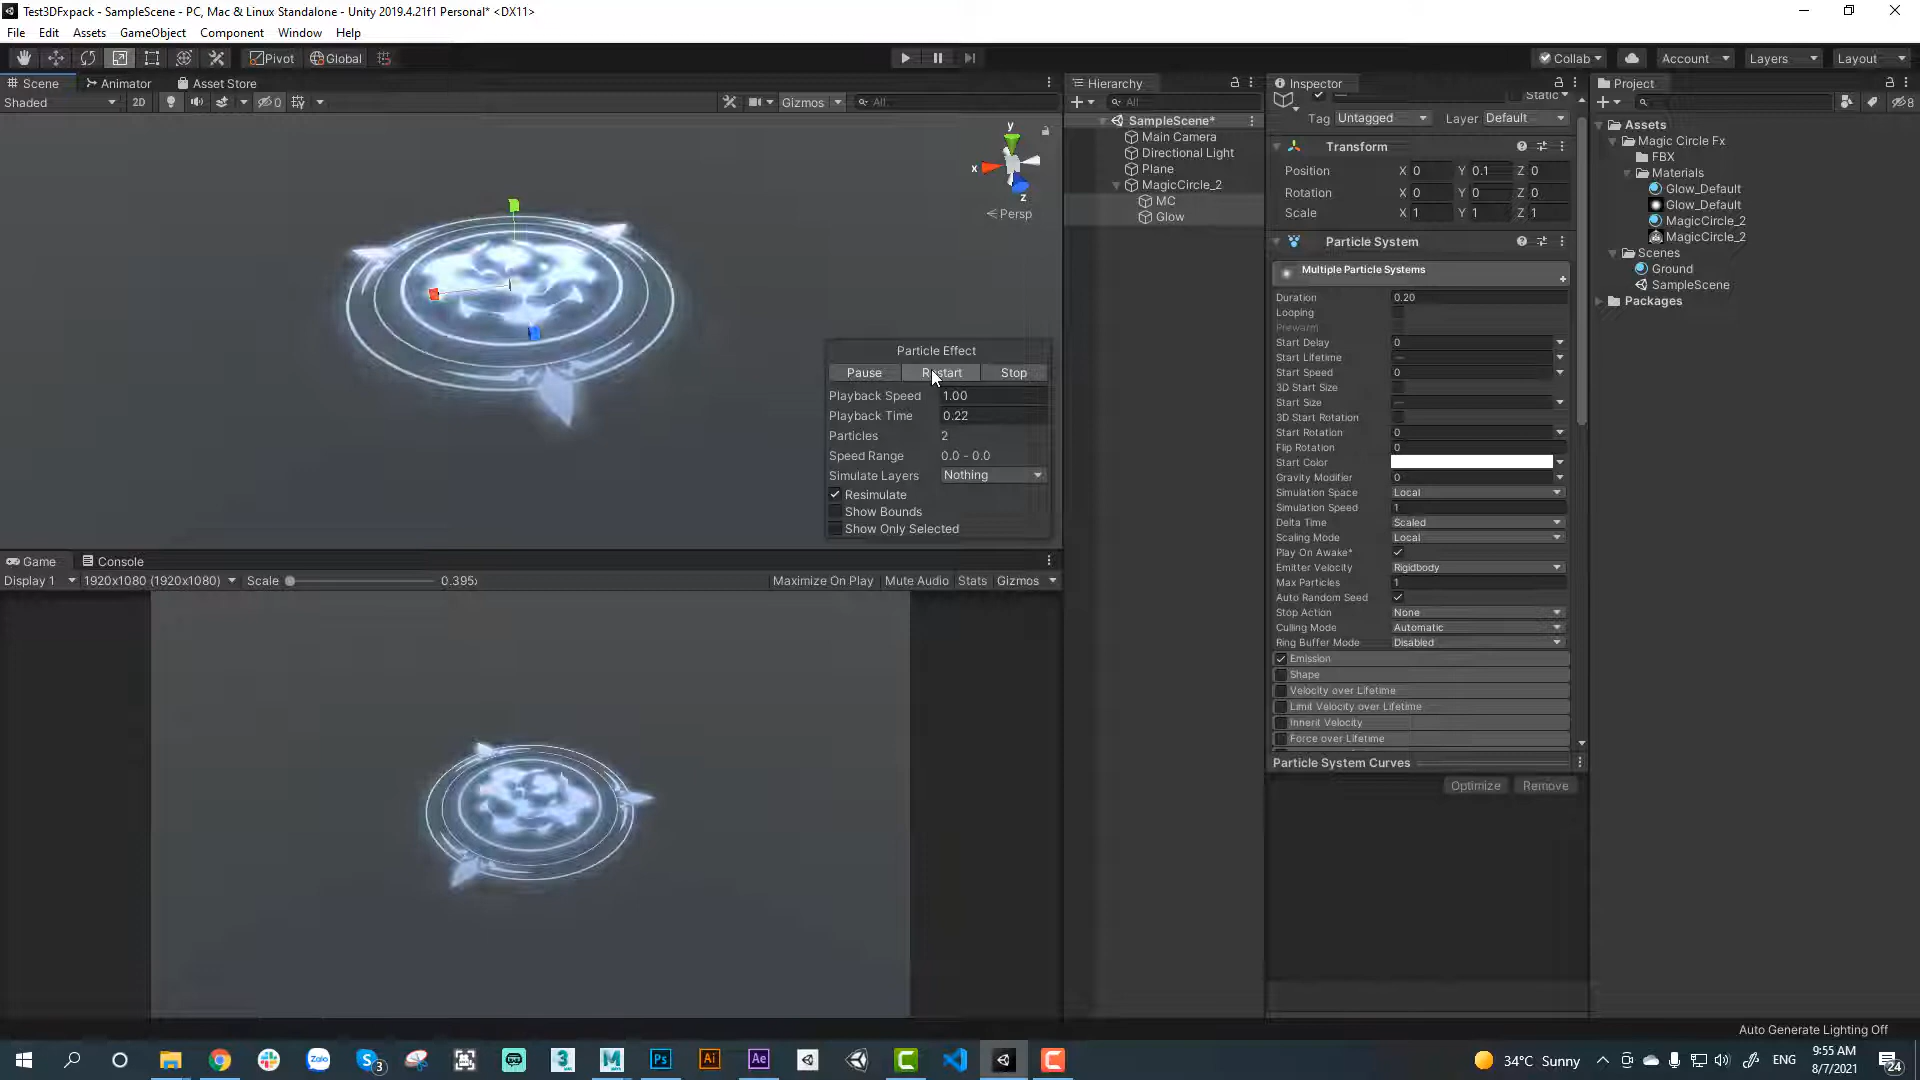 Test3DFxpack - SampleScene - PC, Mac & Linux Standalone - Unity 2019.4.21f1 Personal* <DX11>
File Edit Assets GameObject Component Window Help
Pivot Global Collab Account Layers Layout
Scene Animator Asset Store
Shaded 2D 0 Gizmos All
y
x
z
Persp
Particle Effect
Pause Restart Stop
Playback Speed 1.00
Playback Time 0.22
Particles 2
Speed Range 0.0 - 0.0
Simulate Layers Nothing
Resimulate
Show Bounds
Show Only Selected
Game Console
Display 1 1920x1080 (1920x1080) Scale 0.395x Maximize On Play Mute Audio Stats Gizmos
Hierarchy
All
SampleScene*
Main Camera
Directional Light
Plane
MagicCircle_2
MC
Glow
Inspector
Static
Tag Untagged Layer Default
Transform
Position X 0 Y 0.1 Z 0
Rotation X 0 Y 0 Z 0
Scale X 1 Y 1 Z 1
Particle System
Multiple Particle Systems
Duration 0.20
Looping
Prewarm
Start Delay 0
Start Lifetime —
Start Speed 0
3D Start Size
Start Size —
3D Start Rotation
Start Rotation 0
Flip Rotation 0
Start Color
Gravity Modifier 0
Simulation Space Local
Simulation Speed 1
Delta Time Scaled
Scaling Mode Local
Play On Awake*
Emitter Velocity Rigidbody
Max Particles 1
Auto Random Seed
Stop Action None
Culling Mode Automatic
Ring Buffer Mode Disabled
Emission
Shape
Velocity over Lifetime
Limit Velocity over Lifetime
Inherit Velocity
Force over Lifetime
Particle System Curves
Optimize Remove
Project
8
Assets
Magic Circle Fx
FBX
Materials
Glow_Default
Glow_Default
MagicCircle_2
MagicCircle_2
Scenes
Ground
SampleScene
Packages
Auto Generate Lighting Off
Zalo S 3 3 M Ps Ai Ae C C
34°C Sunny ENG
9:55 AM
8/7/2021
24